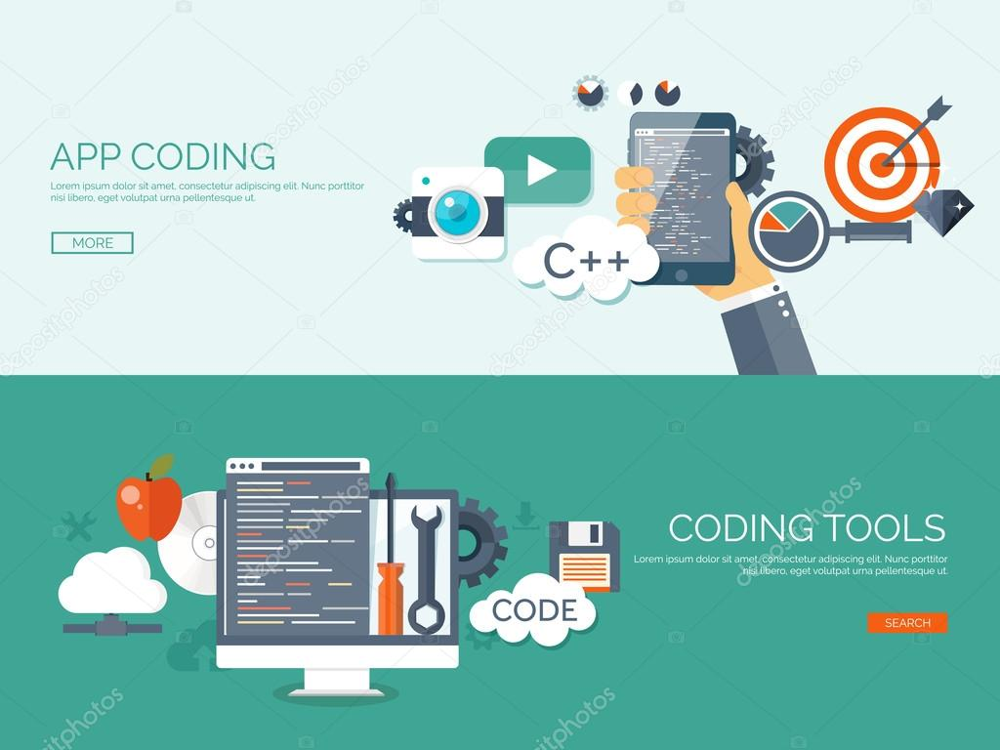 APP CODING
Lorem ipsum dolor sit amet, consectetur adipiscing elit. Nunc porttitor
nisi libero, eget volutpat urna pellentesque ut.
MORE
C++
CODING TOOLS
Lorem ipsum dolor sit amet, consectetur adipiscing elit. Nunc porttitor
nisi libero, eget volutpat urna pellentesque ut.
CODE
SEARCH
depositphotos